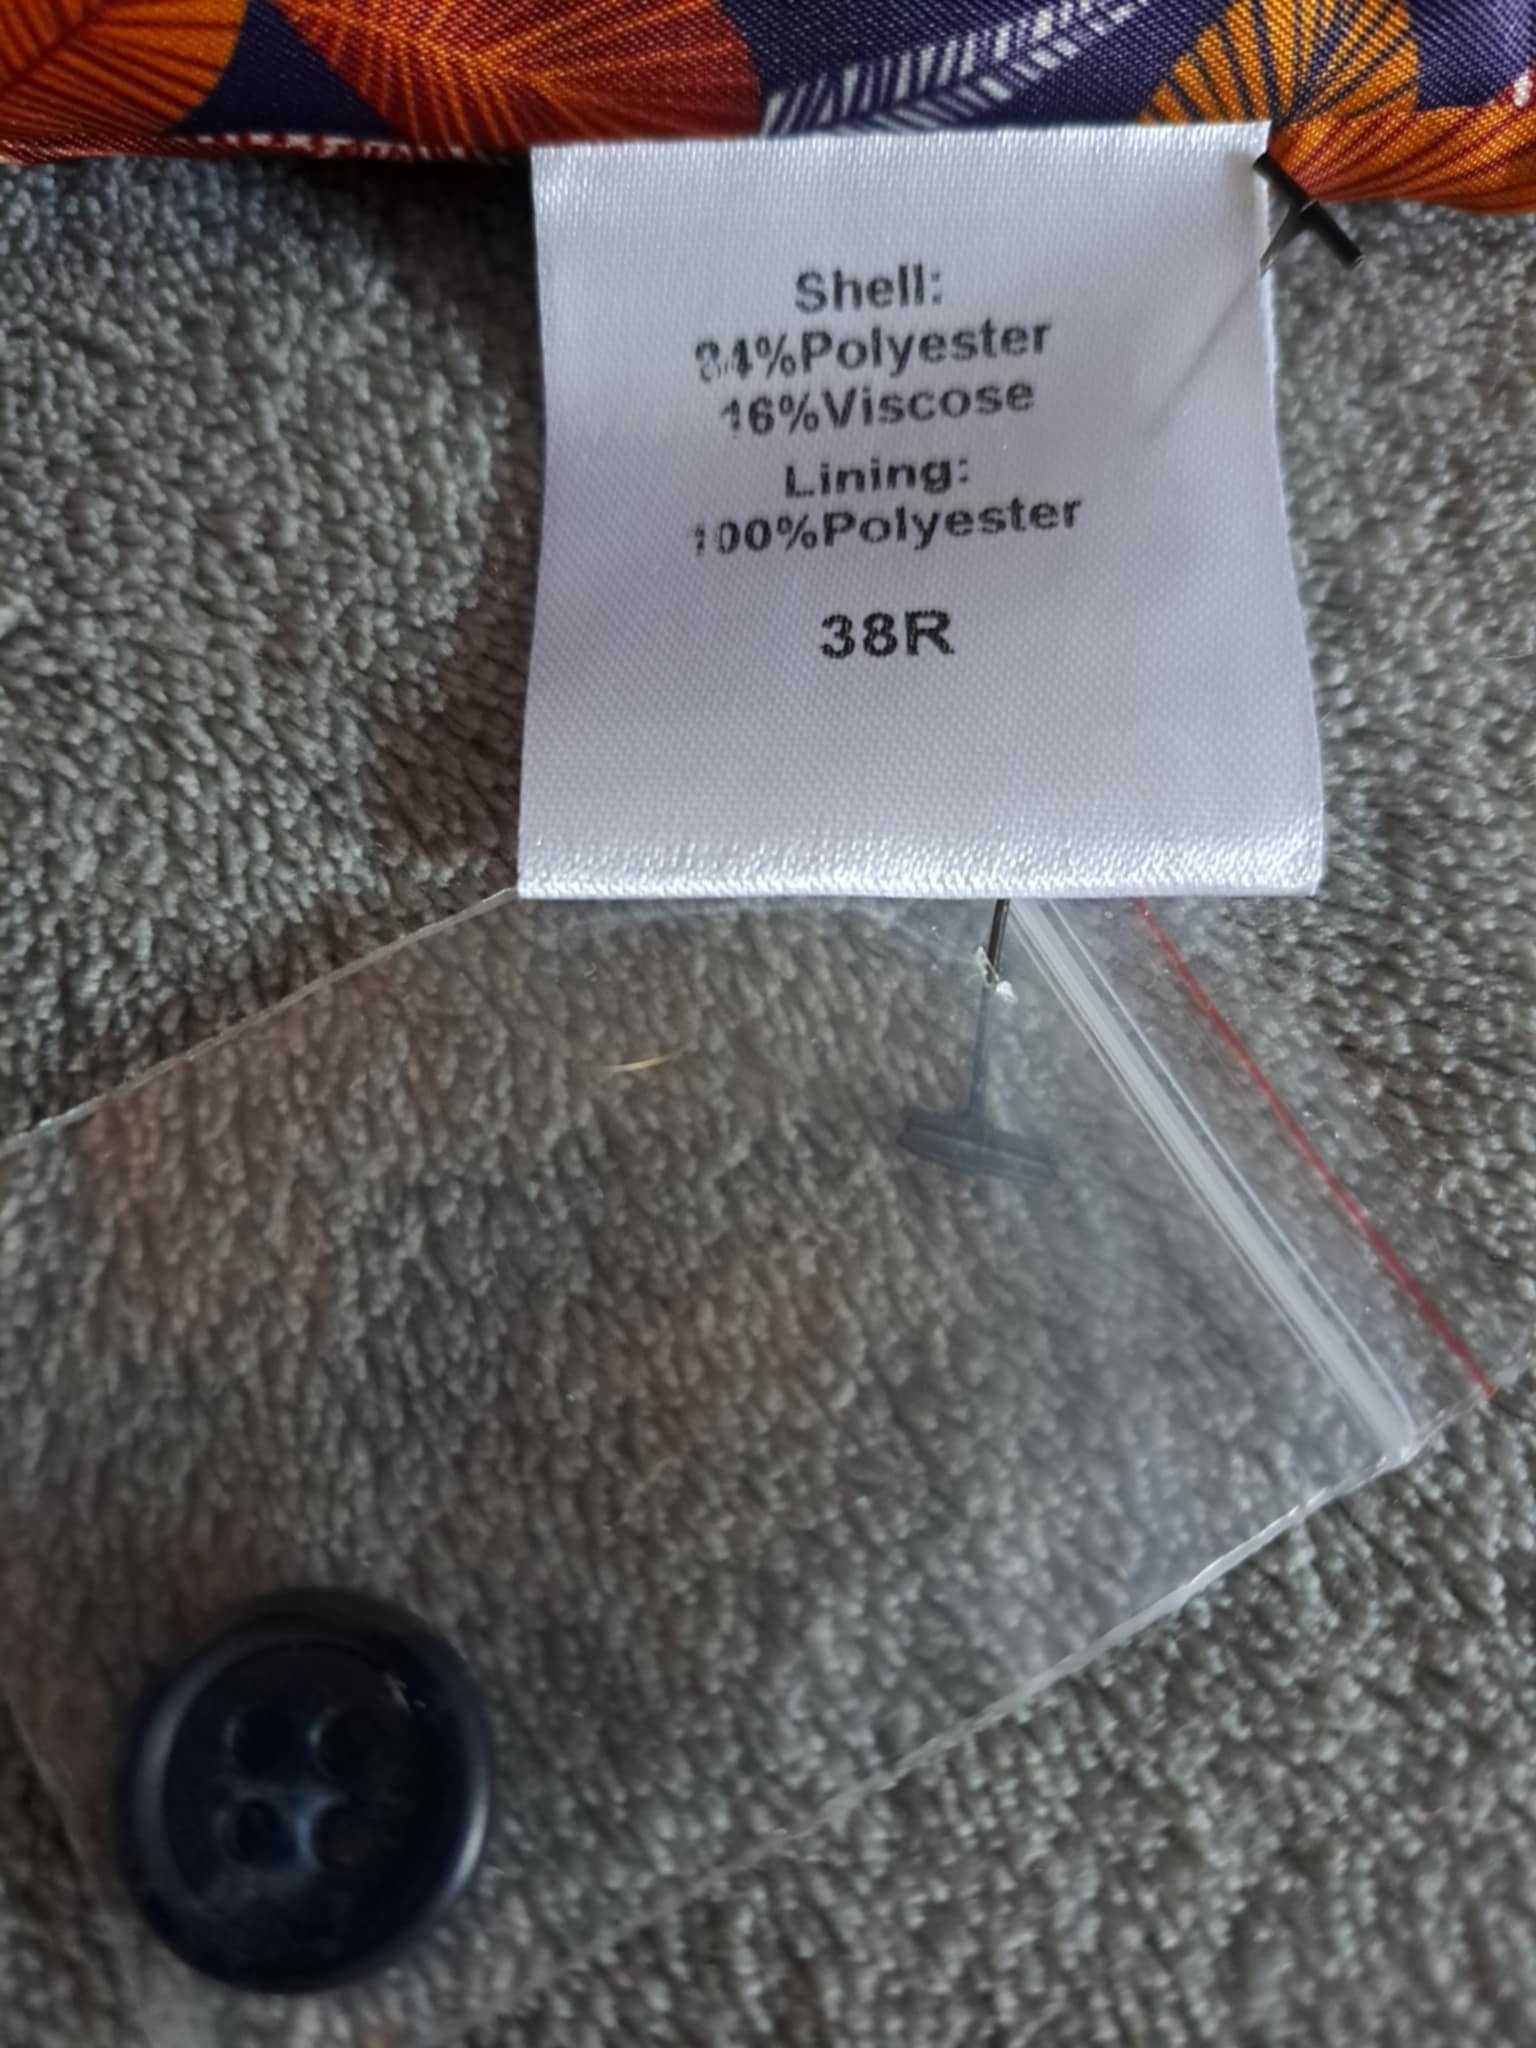 Shell:
84%Polyester
16%Viscose
Lining:
100%Polyester
38R